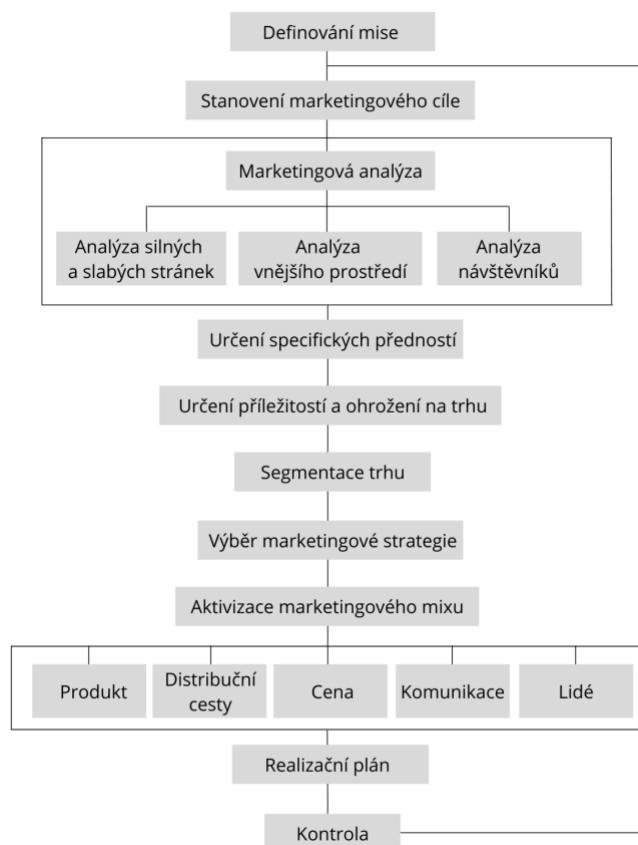 Definování mise
Stanovení marketingového cíle
Marketingová analýza
Analýza silných
a slabých stránek
Analýza
vnějšího prostředí
Analýza
návštěvníků
Určení specifických předností
Určení příležitostí a ohrožení na trhu
Segmentace trhu
Výběr marketingové strategie
Aktivizace marketingového mixu
Produkt
Distribuční
cesty
Cena
Komunikace
Lidé
Realizační plán
Kontrola